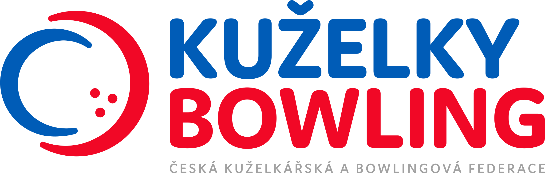 KUŽELKY
BOWLING
ČESKÁ KUŽELKÁŘSKÁ A BOWLINGOVÁ FEDERACE